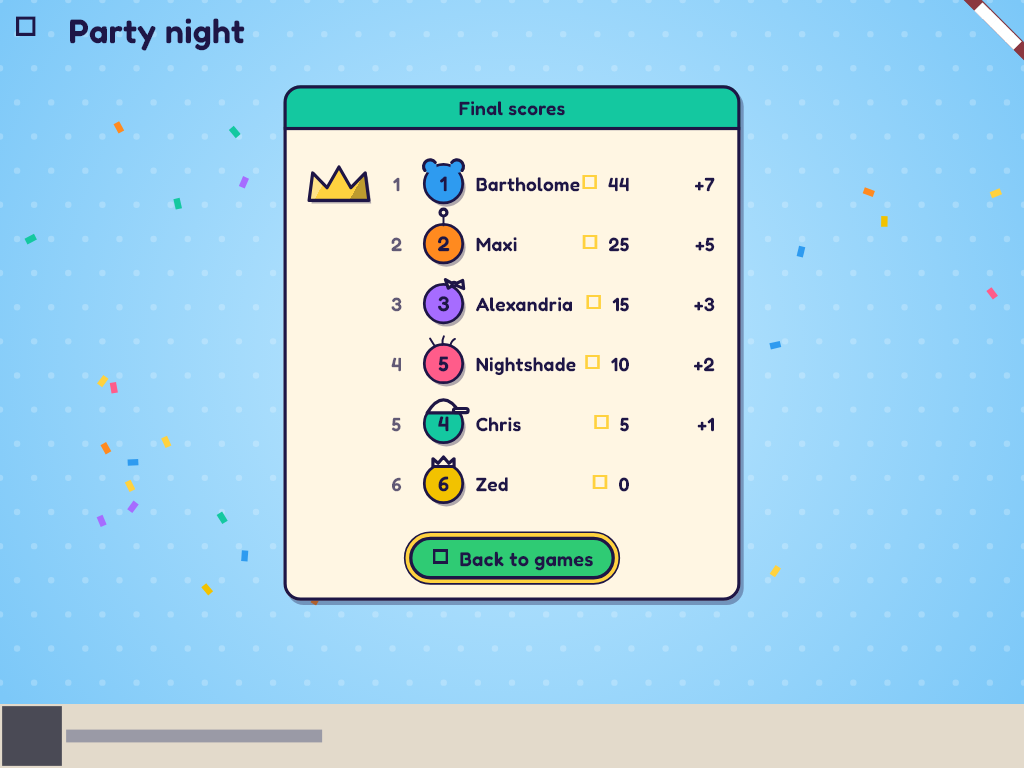 Party night
Final scores
1 1 Bartholome 44 +7
2 2 Maxi 25 +5
3 3 Alexandria 15 +3
4 5 Nightshade 10 +2
5 4 Chris 5 +1
6 6 Zed 0
Back to games